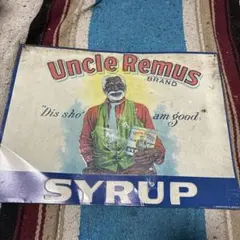 Uncle Remus
BRAND
"Dis sho' am good"
SYRUP